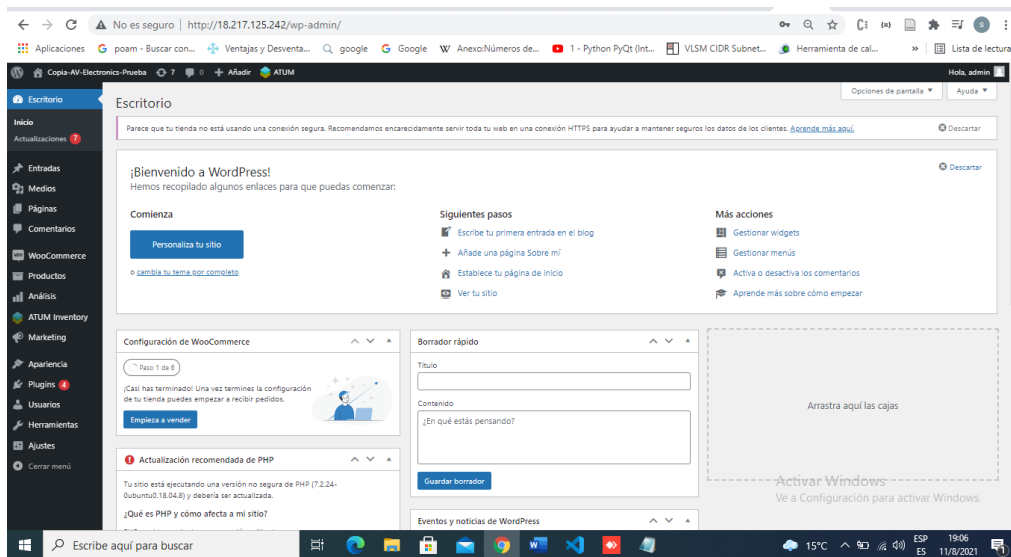 No es seguro | http://18.217.125.242/wp-admin/
Aplicaciones poam - Buscar con... Ventajas y Desventa... google Google AnexoNúmeros de... 1 - Python PyQt (Int... VLSM CIDR Subnet... Herramienta de cal... » Lista de lectura
Copia-AV-Electronics-Prueba 7 0 + Añadir ATUM Hola, admin
Opciones de pantalla Ayuda
Escritorio
Inicio
Actualizaciones 7
Entradas
Medios
Páginas
Comentarios
WooCommerce
Productos
Análisis
ATUM Inventory
Marketing
Apariencia
Plugins 4
Usuarios
Herramientas
Ajustes
Cerrar menú
Escritorio
Parece que tu tienda no está usando una conexión segura. Recomendamos encarecidamente servir toda tu web en una conexión HTTPS para ayudar a mantener seguros los datos de los clientes. Aprende más aquí. Descartar
¡Bienvenido a WordPress! Descartar
Hemos recopilado algunos enlaces para que puedas comenzar:
Comienza
Personaliza tu sitio
o cambia tu tema por completo
Siguientes pasos
Escribe tu primera entrada en el blog
Añade una página Sobre mí
Establece tu página de inicio
Ver tu sitio
Más acciones
Gestionar widgets
Gestionar menús
Activa o desactiva los comentarios
Aprende más sobre cómo empezar
Configuración de WooCommerce
Paso 1 de 6
¡Casi has terminado! Una vez termines la configuración
de tu tienda puedes empezar a recibir pedidos.
Empieza a vender
Actualización recomendada de PHP
Tu sitio está ejecutando una versión no segura de PHP (7.2.24-
0ubuntu0.18.04.8) y debería ser actualizada.
¿Qué es PHP y cómo afecta a mi sitio?
Borrador rápido
Título
Contenido
¿En qué estás pensando?
Guardar borrador
Eventos y noticias de WordPress
Arrastra aquí las cajas
Activar Windows
Ve a Configuración para activar Windows.
Escribe aquí para buscar
15°C
ESP
ES
19:06
11/8/2021